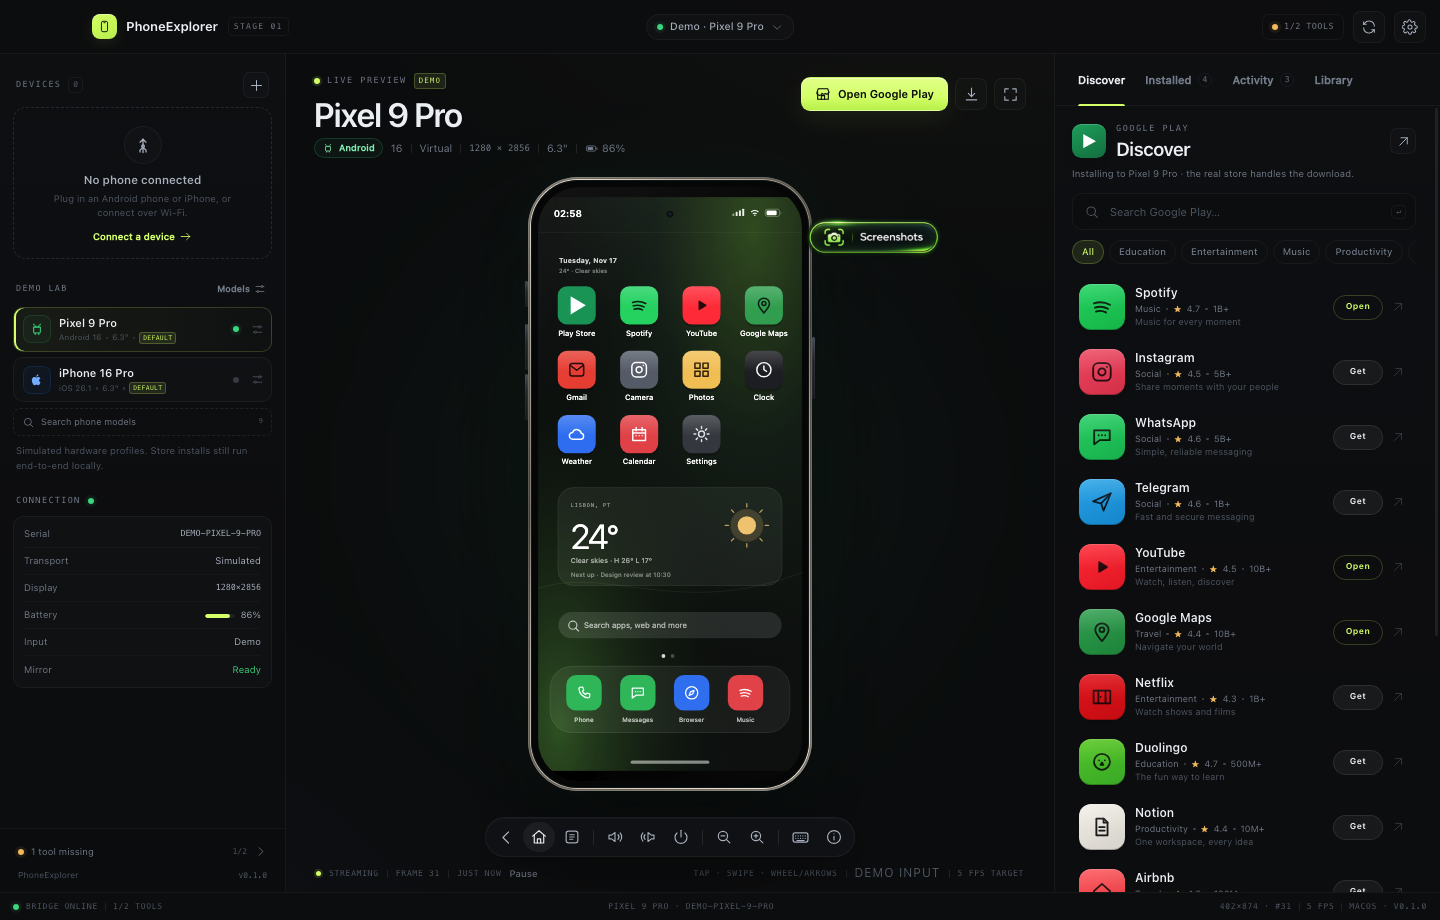 PhoneExplorer STAGE 01
Demo · Pixel 9 Pro
1/2 TOOLS
DEVICES 0
No phone connected
Plug in an Android phone or iPhone, or
connect over Wi-Fi.
Connect a device →
DEMO LAB Models
Pixel 9 Pro
Android 16 • 6.3" • DEFAULT
iPhone 16 Pro
iOS 26.1 • 6.3" • DEFAULT
Search phone models 9
Simulated hardware profiles. Store installs still run
end-to-end locally.
CONNECTION
Serial DEMO-PIXEL-9-PRO
Transport Simulated
Display 1280×2856
Battery 86%
Input Demo
Mirror Ready
1 tool missing 1/2
PhoneExplorer v0.1.0
LIVE PREVIEW DEMO
Pixel 9 Pro
Android 16 | Virtual | 1280 × 2856 | 6.3" | 86%
Open Google Play
02:58
Screenshots
Tuesday, Nov 17
24° · Clear skies
Play Store Spotify YouTube Google Maps
Gmail Camera Photos Clock
Weather Calendar Settings
LISBON, PT
24°
Clear skies · H 26° L 17°
Next up · Design review at 10:30
Search apps, web and more
Phone Messages Browser Music
STREAMING | FRAME 31 | JUST NOW Pause
TAP · SWIPE · WHEEL/ARROWS | DEMO INPUT | 5 FPS TARGET
Discover Installed 4 Activity 3 Library
GOOGLE PLAY
Discover
Installing to Pixel 9 Pro · the real store handles the download.
Search Google Play...
All Education Entertainment Music Productivity
Spotify
Music · ★ 4.7 · 1B+
Music for every moment
Open
Instagram
Social · ★ 4.5 · 5B+
Share moments with your people
Get
WhatsApp
Social · ★ 4.6 · 5B+
Simple, reliable messaging
Get
Telegram
Social · ★ 4.6 · 1B+
Fast and secure messaging
Get
YouTube
Entertainment · ★ 4.5 · 10B+
Watch, listen, discover
Open
Google Maps
Travel · ★ 4.4 · 10B+
Navigate your world
Open
Netflix
Entertainment · ★ 4.3 · 1B+
Watch shows and films
Get
Duolingo
Education · ★ 4.7 · 500M+
The fun way to learn
Get
Notion
Productivity · ★ 4.4 · 10M+
One workspace, every idea
Get
Airbnb
Get
BRIDGE ONLINE | 1/2 TOOLS
PIXEL 9 PRO · DEMO-PIXEL-9-PRO
402×874 · #31 | 5 FPS | MACOS · V0.1.0